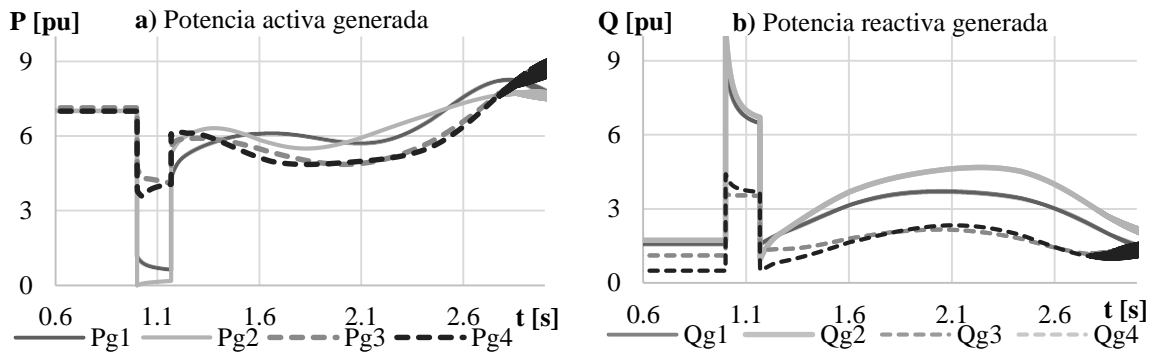 P [pu] a) Potencia activa generada
9
6
3
0
0.6 1.1 1.6 2.1 2.6 t [s]
Pg1 Pg2 Pg3 Pg4
Q [pu] b) Potencia reactiva generada
9
6
3
0
0.6 1.1 1.6 2.1 2.6 t [s]
Qg1 Qg2 Qg3 Qg4